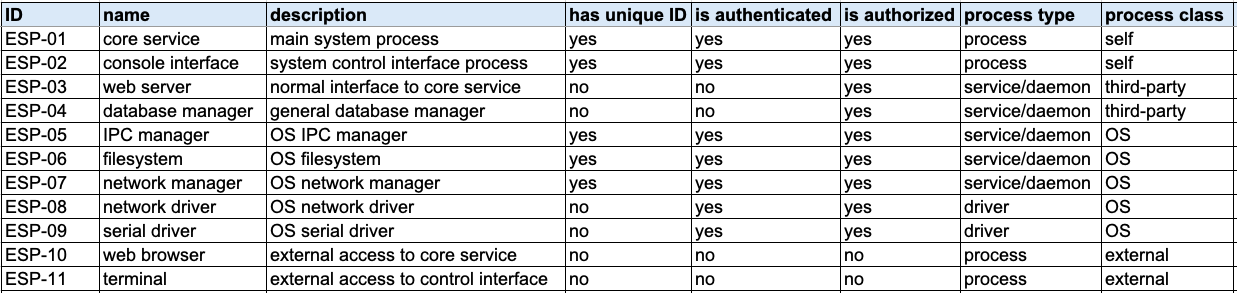 ID name description has unique ID is authenticated is authorized process type process class
ESP-01 core service main system process yes yes yes process self
ESP-02 console interface system control interface process yes yes yes process self
ESP-03 web server normal interface to core service no no yes service/daemon third-party
ESP-04 database manager general database manager no no yes service/daemon third-party
ESP-05 IPC manager OS IPC manager yes yes yes service/daemon OS
ESP-06 filesystem OS filesystem yes yes yes service/daemon OS
ESP-07 network manager OS network manager yes yes yes service/daemon OS
ESP-08 network driver OS network driver no yes yes driver OS
ESP-09 serial driver OS serial driver no yes yes driver OS
ESP-10 web browser external access to core service no no no process external
ESP-11 terminal external access to control interface no no no process external